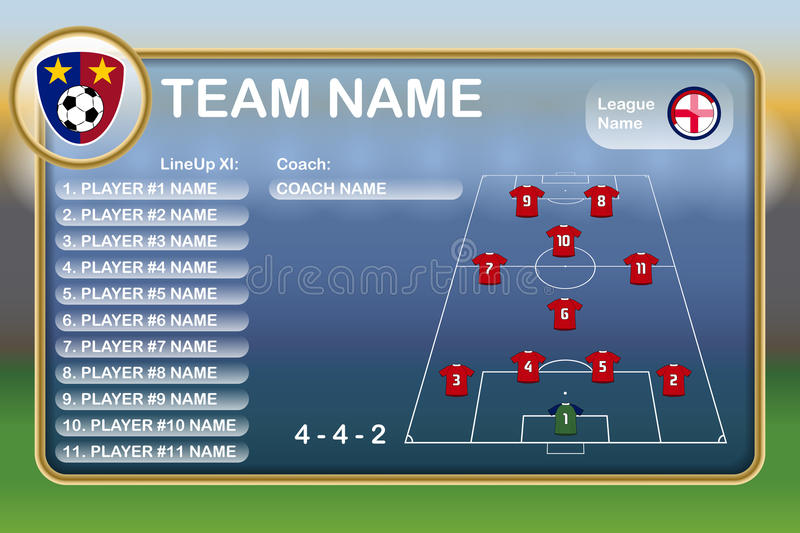 TEAM NAME
League
Name
LineUp XI:
Coach:
COACH NAME
1. PLAYER #1 NAME
2. PLAYER #2 NAME
3. PLAYER #3 NAME
4. PLAYER #4 NAME
5. PLAYER #5 NAME
6. PLAYER #6 NAME
7. PLAYER #7 NAME
8. PLAYER #8 NAME
9. PLAYER #9 NAME
10. PLAYER #10 NAME
11. PLAYER #11 NAME
4 - 4 - 2
9 8
10
7 11
6
4 5
3 2
1
dreamstime